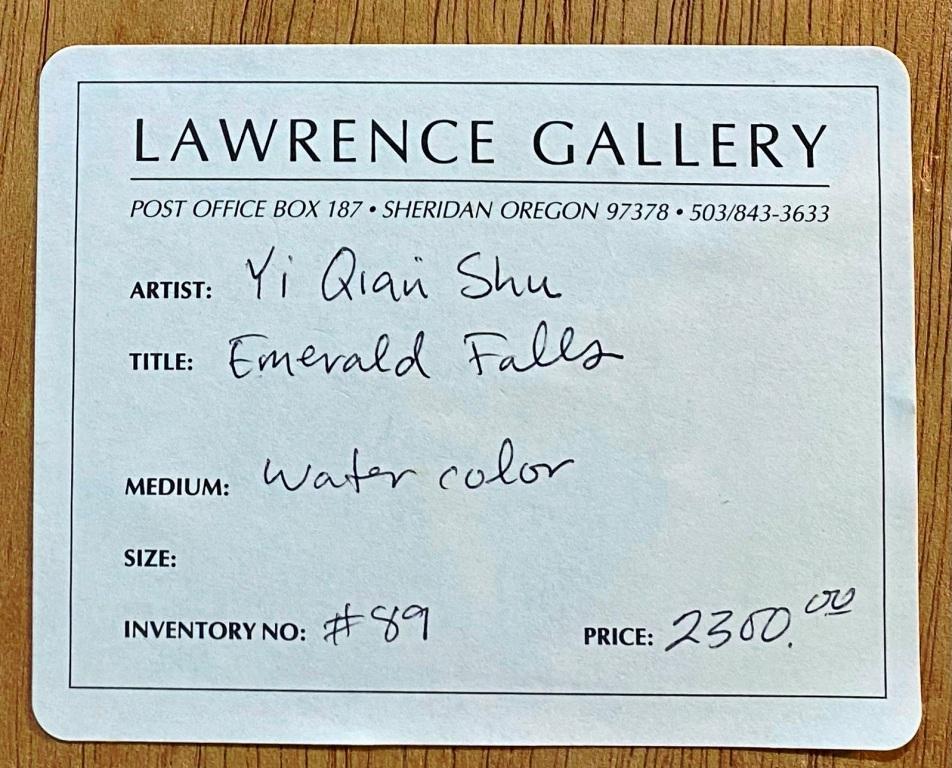 LAWRENCE GALLERY
POST OFFICE BOX 187 • SHERIDAN OREGON 97378 • 503/843-3633
ARTIST: Yi Qian Shu
TITLE: Emerald Falls
MEDIUM: Water color
SIZE:
INVENTORY NO: #89 PRICE: 2300.00